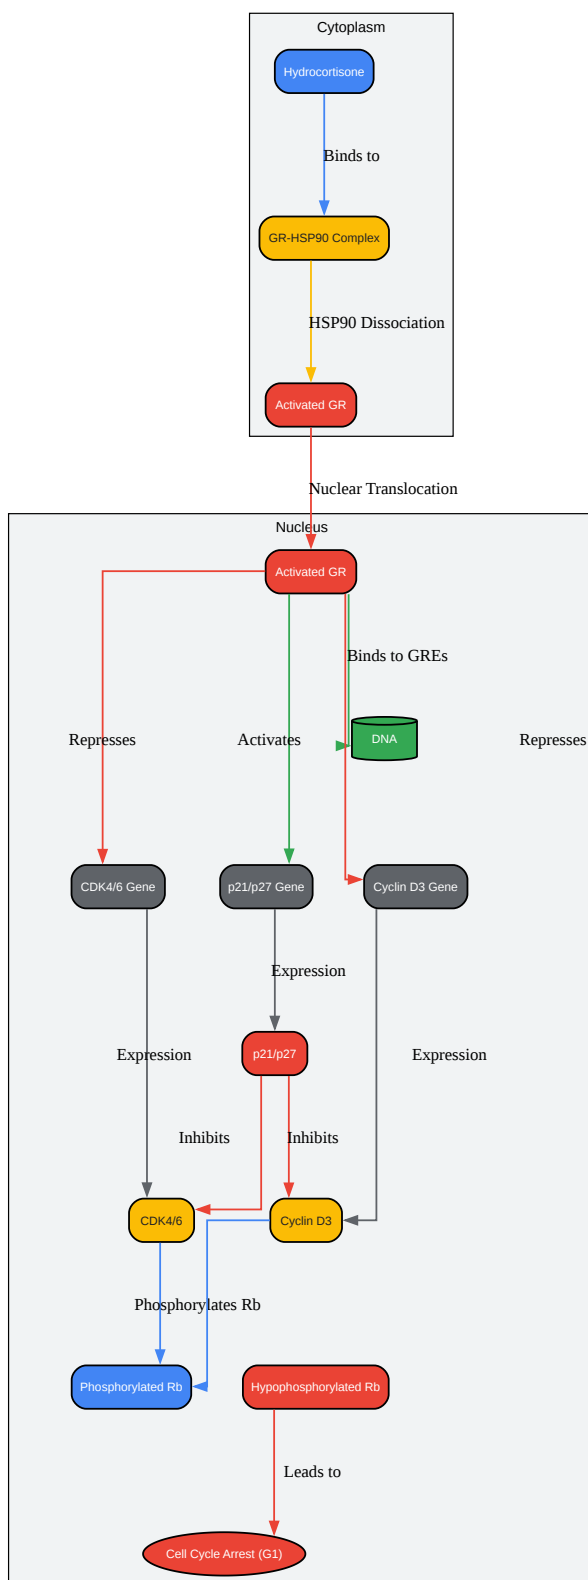 Cytoplasm
Hydrocortisone
Binds to
GR-HSP90 Complex
HSP90 Dissociation
Activated GR
Nuclear Translocation
Nucleus
Activated GR
Binds to GREs
Represses
Activates
DNA
Represses
CDK4/6 Gene
p21/p27 Gene
Cyclin D3 Gene
Expression
p21/p27
Expression
Expression
Inhibits
Inhibits
CDK4/6
Cyclin D3
Phosphorylates Rb
Phosphorylated Rb
Hypophosphorylated Rb
Leads to
Cell Cycle Arrest (G1)